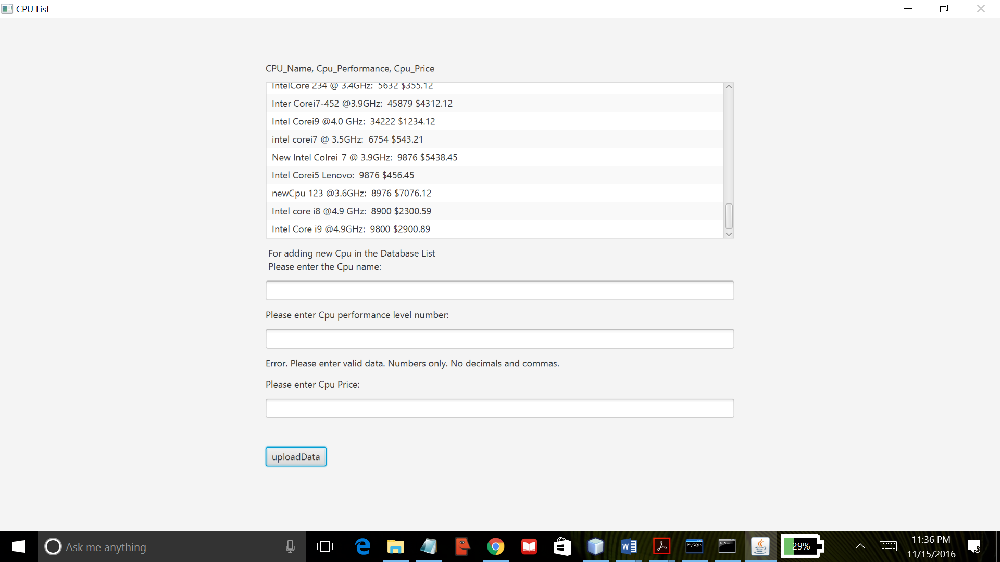 CPU List
CPU_Name, Cpu_Performance, Cpu_Price
IntelCore 234 @ 3.4GHz:  5632 $355.12
Inter Corei7-452 @3.9GHz:  45879 $4312.12
Intel Corei9 @4.0 GHz:  34222 $1234.12
intel corei7 @ 3.5GHz:  6754 $543.21
New Intel Colrei-7 @ 3.9GHz:  9876 $5438.45
Intel Corei5 Lenovo:  9876 $456.45
newCpu 123 @3.6GHz:  8976 $7076.12
Intel core i8 @4.9 GHz:  8900 $2300.59
Intel Core i9 @4.9GHz:  9800 $2900.89
For adding new Cpu in the Database List
Please enter the Cpu name:
Please enter Cpu performance level number:
Error. Please enter valid data. Numbers only. No decimals and commas.
Please enter Cpu Price:
uploadData
Ask me anything
MySQL
29%
11:36 PM
11/15/2016